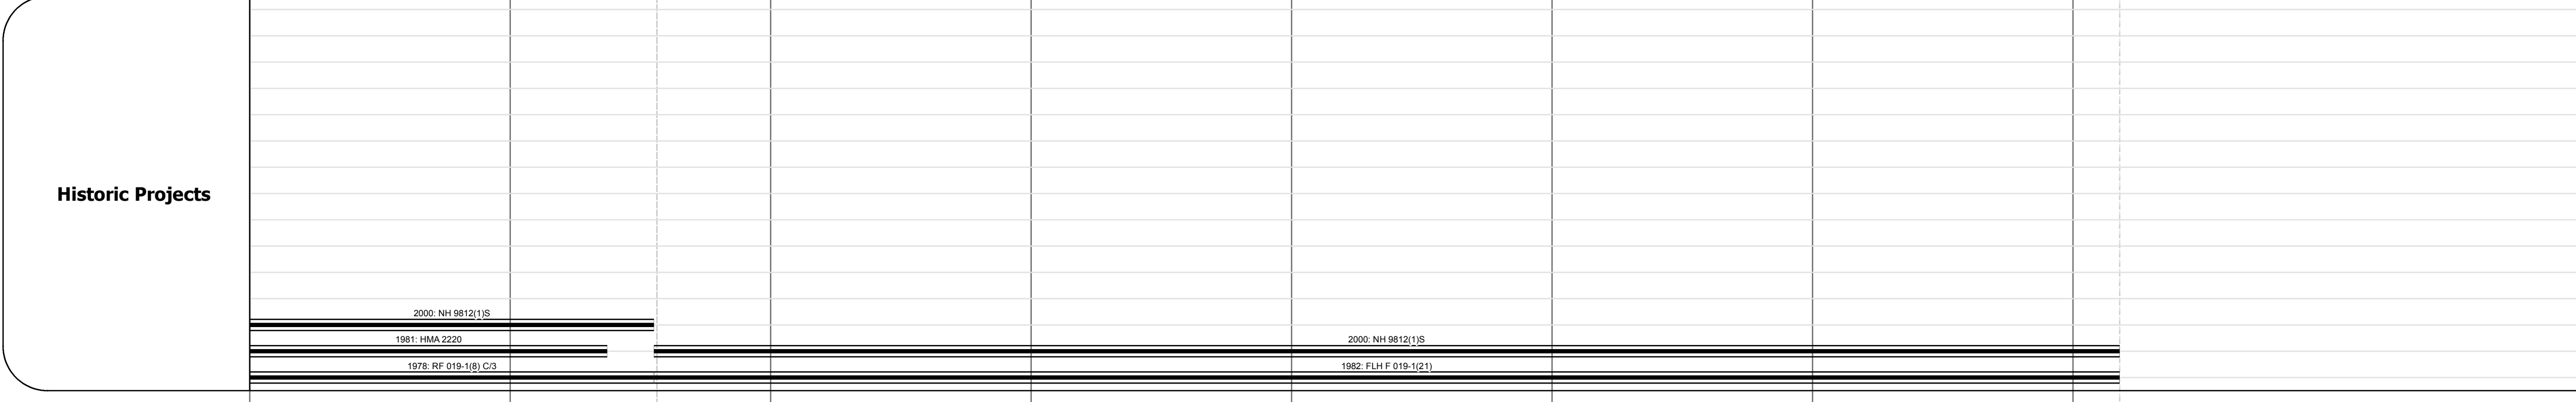 Historic Projects
2000: NH 9812(1)S
1981: HMA 2220
2000: NH 9812(1)S
1978: RF 019-1(8) C/3
1982: FLH F 019-1(21)